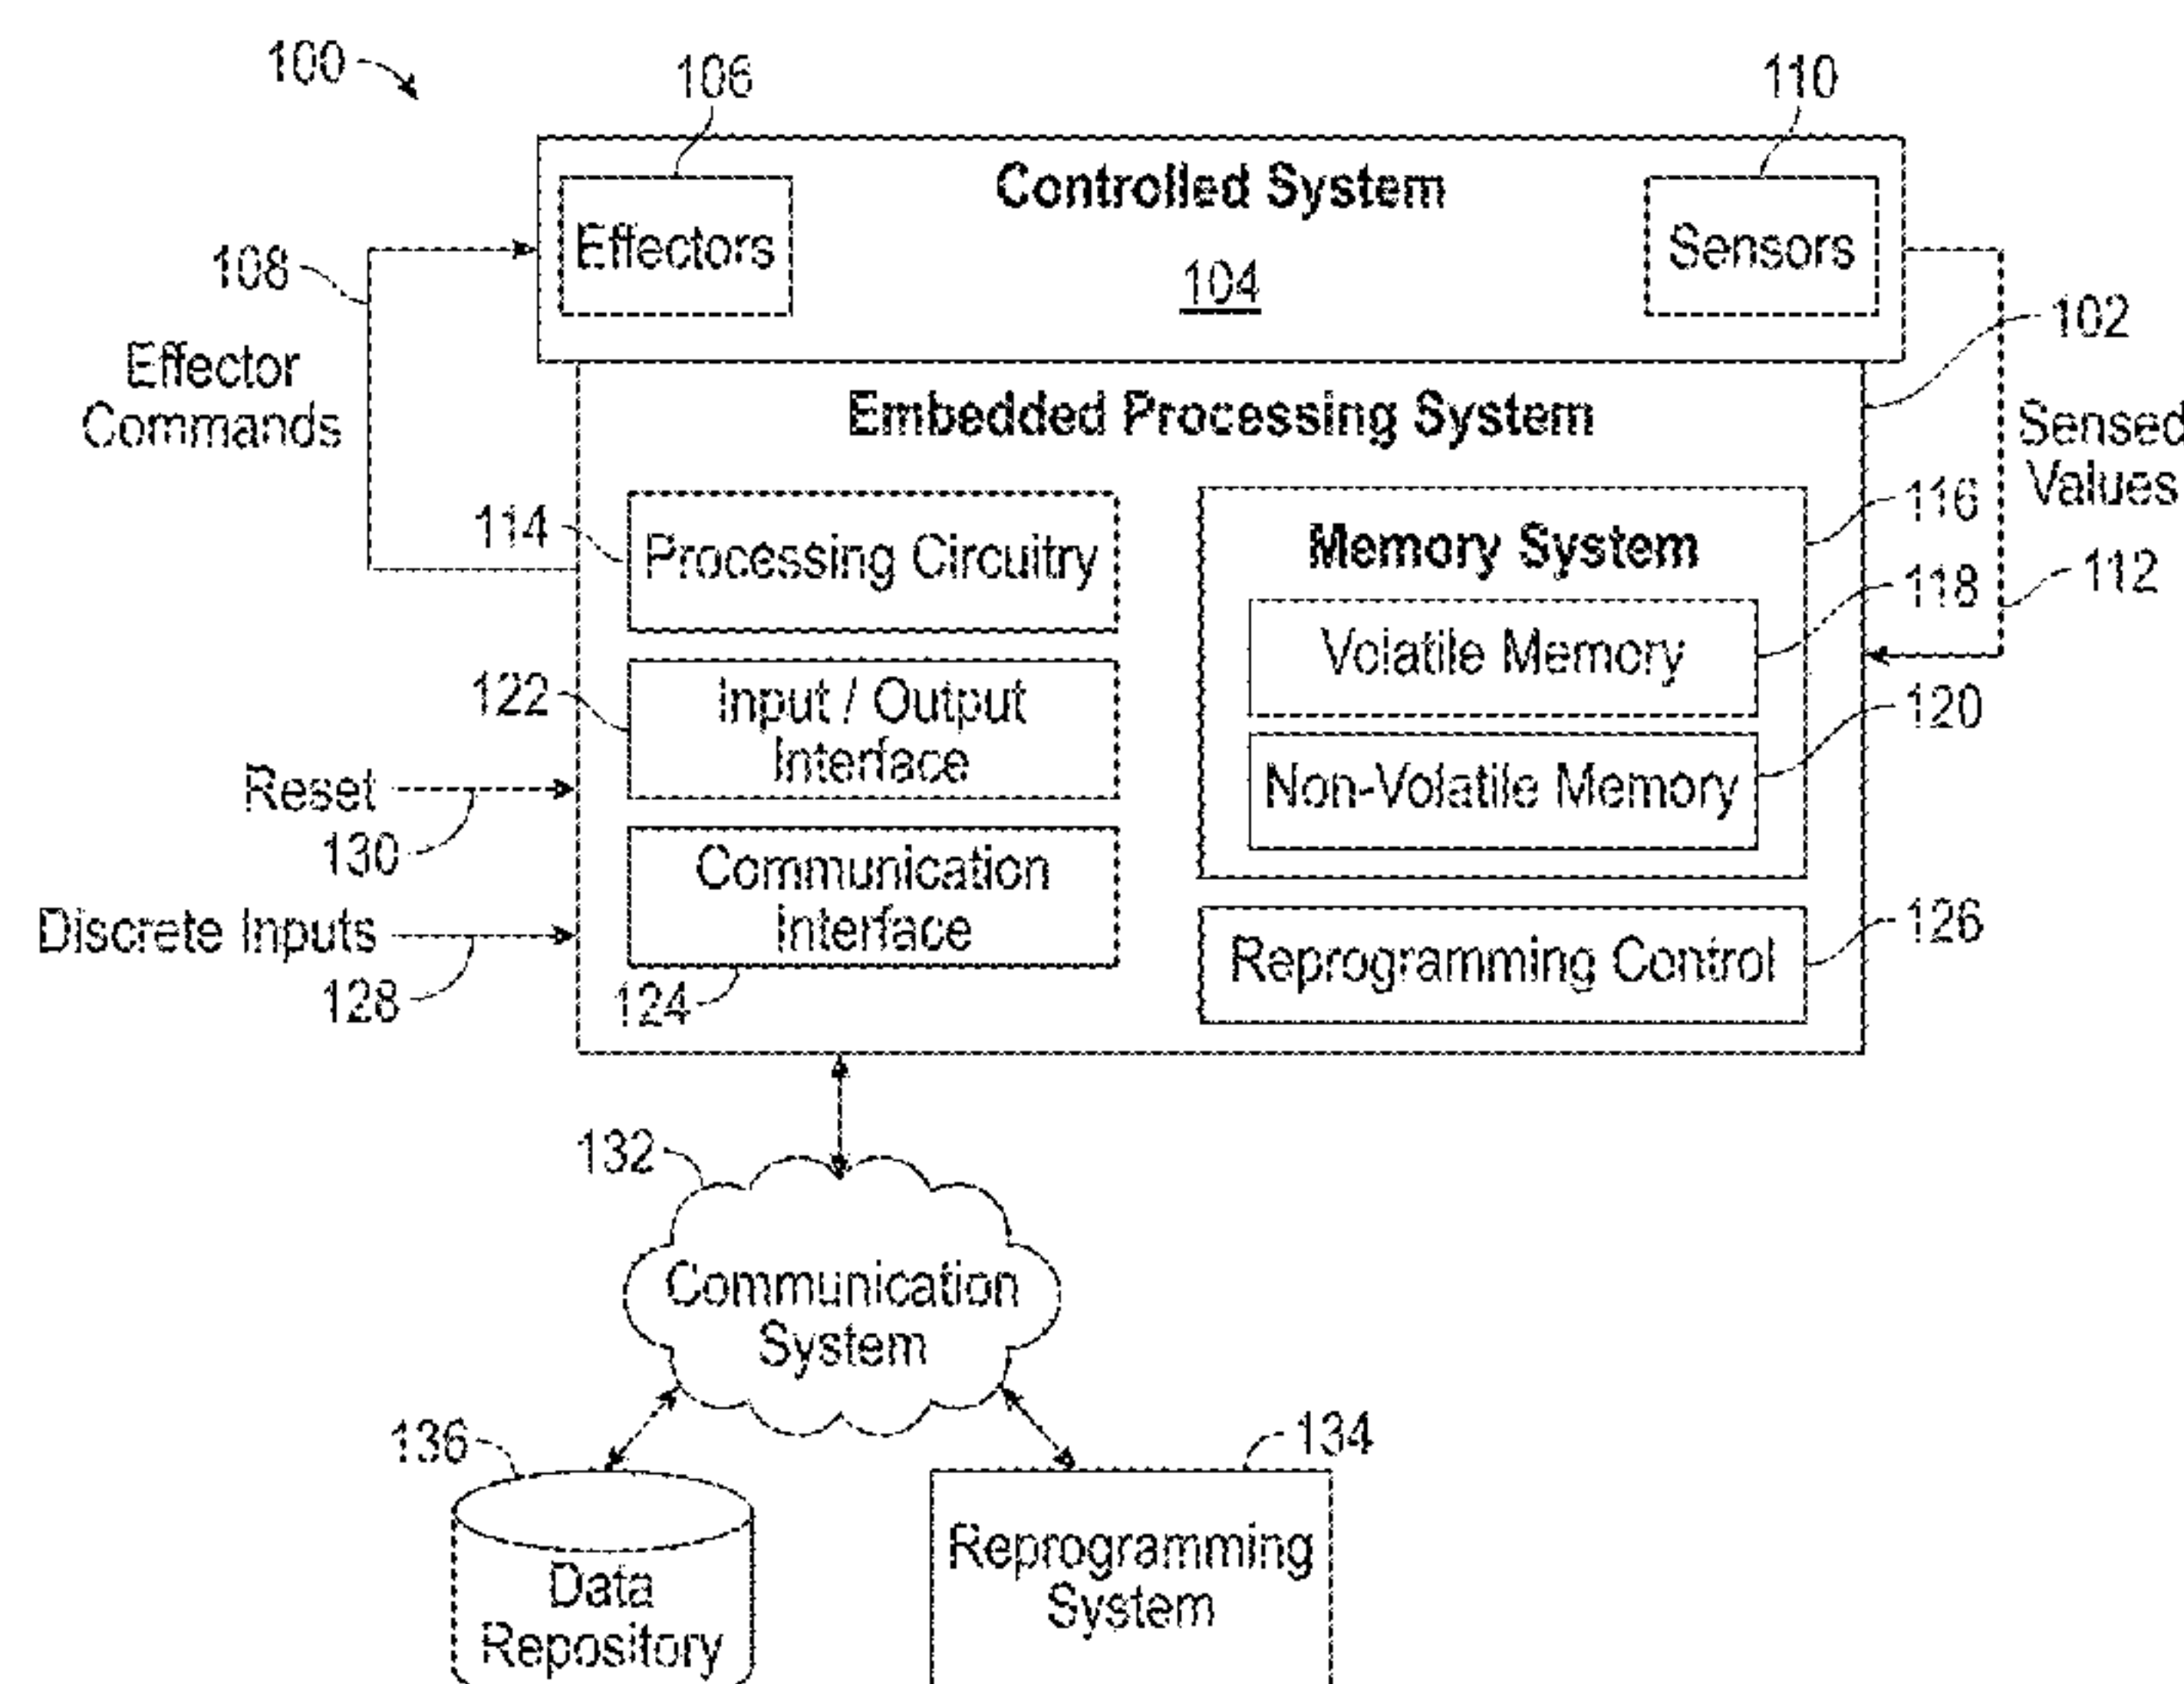 100
106
110
Controlled System
Effectors
104
Sensors
108
102
Effector
Commands
Embedded Processing System
Sensed
Values
114
Processing Circuitry
Memory System
116
118
112
Volatile Memory
122
Input / Output
Interface
120
Non-Volatile Memory
Reset
130
Communication
Interface
Discrete Inputs
128
124
Reprogramming Control
126
132
Communication
System
136
134
Data
Repository
Reprogramming
System